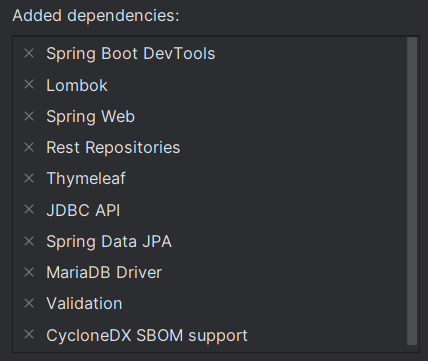 Added dependencies:
Spring Boot DevTools
Lombok
Spring Web
Rest Repositories
Thymeleaf
JDBC API
Spring Data JPA
MariaDB Driver
Validation
CycloneDX SBOM support